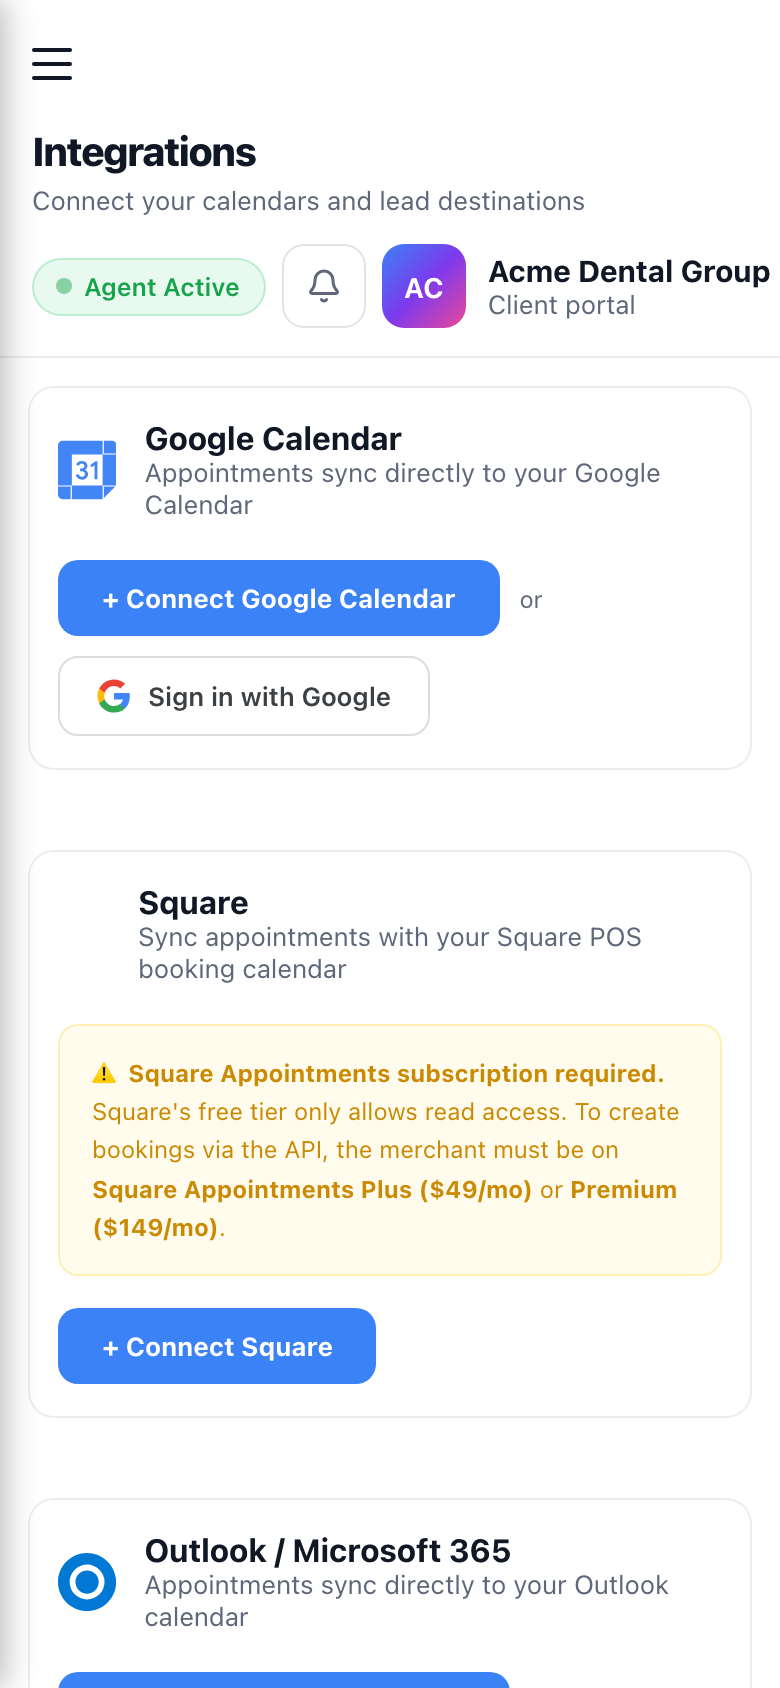 Integrations
Connect your calendars and lead destinations
Agent Active
AC
Acme Dental Group
Client portal
31
Google Calendar
Appointments sync directly to your Google
Calendar
+ Connect Google Calendar
or
Sign in with Google
Square
Sync appointments with your Square POS
booking calendar
⚠️ Square Appointments subscription required.
Square's free tier only allows read access. To create
bookings via the API, the merchant must be on
Square Appointments Plus ($49/mo) or Premium
($149/mo).
+ Connect Square
Outlook / Microsoft 365
Appointments sync directly to your Outlook
calendar